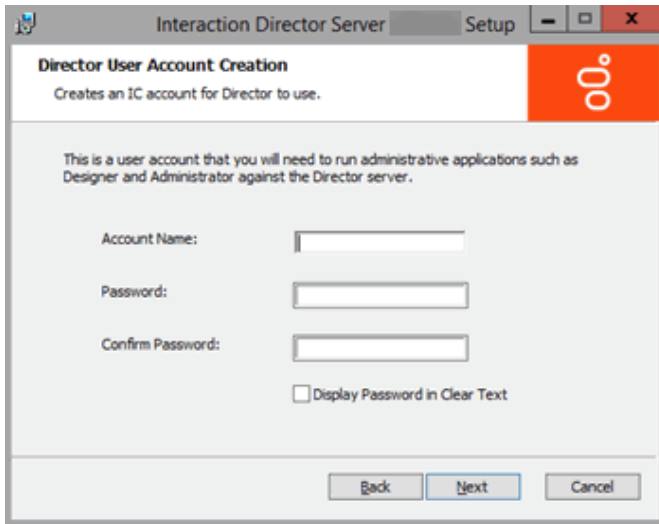 Interaction Director Server Setup
Director User Account Creation
Creates an IC account for Director to use.
This is a user account that you will need to run administrative applications such as
Designer and Administrator against the Director server.
Account Name:
Password:
Confirm Password:
Display Password in Clear Text
Back Next Cancel